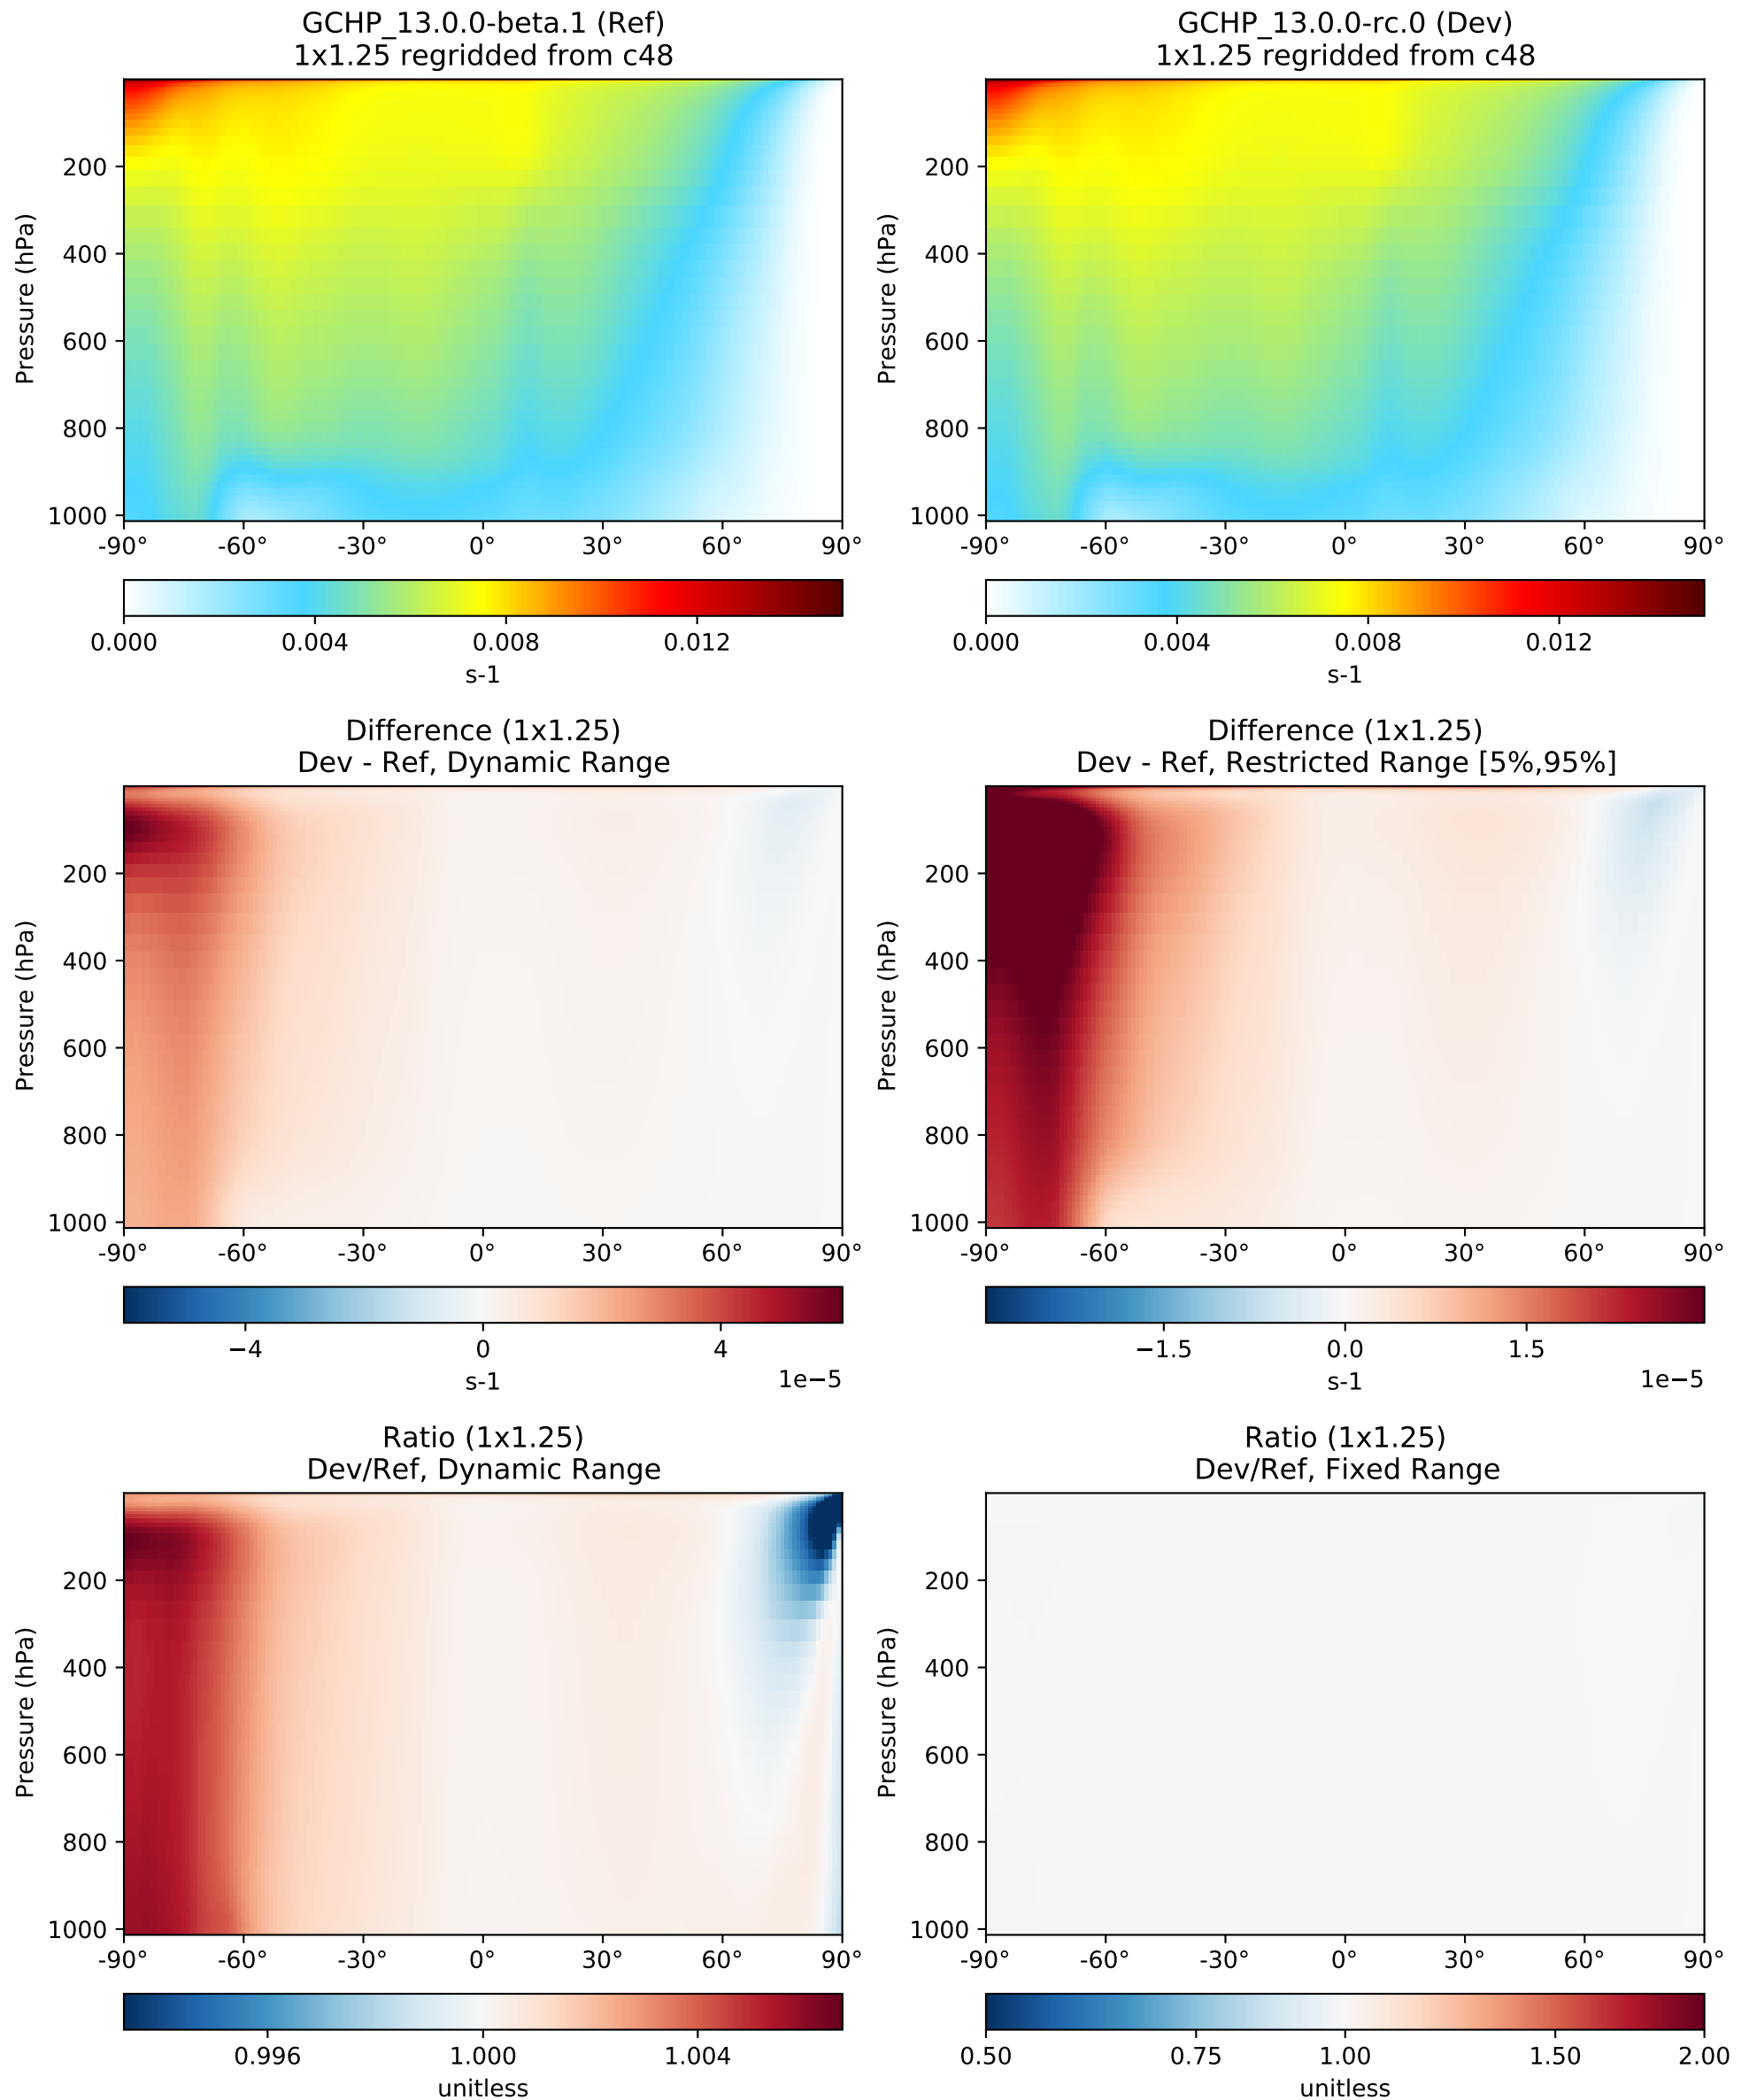 GCHP_13.0.0-beta.1 (Ref)
1x1.25 regridded from c48
Pressure (hPa)
200
400
600
800
1000
-90° -60° -30° 0° 30° 60° 90°
0.000 0.004 0.008 0.012
s-1
GCHP_13.0.0-rc.0 (Dev)
1x1.25 regridded from c48
Pressure (hPa)
200
400
600
800
1000
-90° -60° -30° 0° 30° 60° 90°
0.000 0.004 0.008 0.012
s-1
Difference (1x1.25)
Dev - Ref, Dynamic Range
Pressure (hPa)
200
400
600
800
1000
-90° -60° -30° 0° 30° 60° 90°
−4 0 4
s-1 1e−5
Difference (1x1.25)
Dev - Ref, Restricted Range [5%,95%]
Pressure (hPa)
200
400
600
800
1000
-90° -60° -30° 0° 30° 60° 90°
−1.5 0.0 1.5
s-1 1e−5
Ratio (1x1.25)
Dev/Ref, Dynamic Range
Pressure (hPa)
200
400
600
800
1000
-90° -60° -30° 0° 30° 60° 90°
0.996 1.000 1.004
unitless
Ratio (1x1.25)
Dev/Ref, Fixed Range
Pressure (hPa)
200
400
600
800
1000
-90° -60° -30° 0° 30° 60° 90°
0.50 0.75 1.00 1.50 2.00
unitless